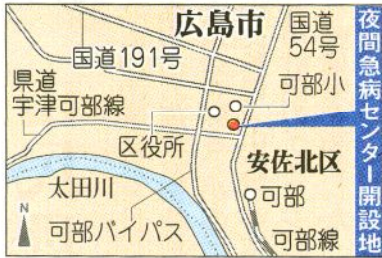 広島市
国道
54号
国道191号
県道
宇津可部線
可部小
区役所
安佐北区
太田川
可部
可部バイパス
可部線
N
夜間急病センター開設地